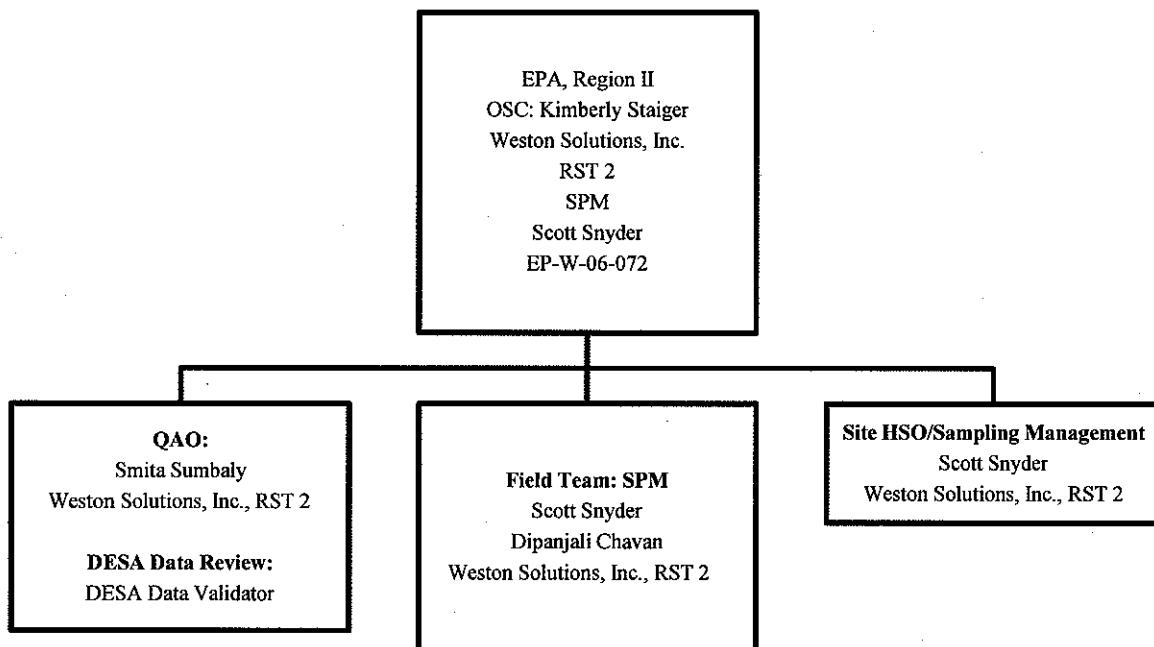 EPA, Region II
OSC: Kimberly Staiger
Weston Solutions, Inc.
RST 2
SPM
Scott Snyder
EP-W-06-072
QAO:
Smita Sumbaly
Weston Solutions, Inc., RST 2
DESA Data Review:
DESA Data Validator
Field Team: SPM
Scott Snyder
Dipanjali Chavan
Weston Solutions, Inc., RST 2
Site HSO/Sampling Management
Scott Snyder
Weston Solutions, Inc., RST 2